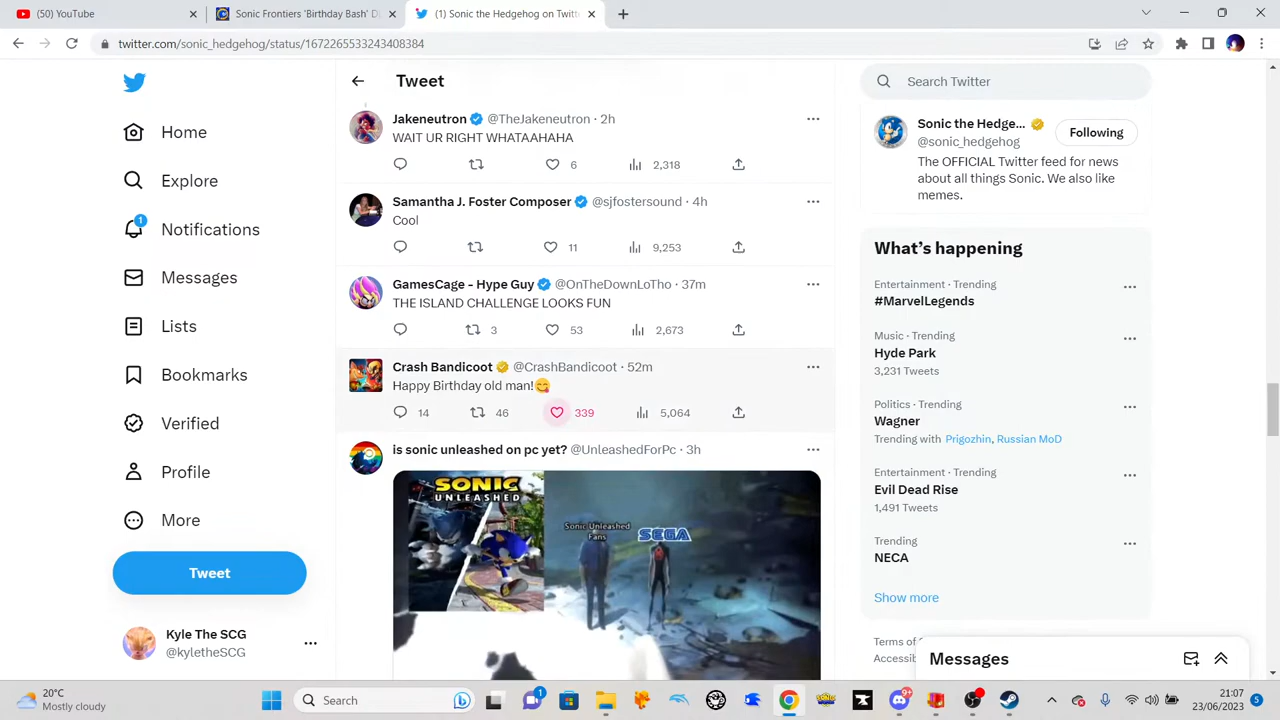 (50) YouTube
Sonic Frontiers 'Birthday Bash' D
(1) Sonic the Hedgehog on Twitt
twitter.com/sonic_hedgehog/status/1672265533243408384
Tweet
Search Twitter
Home
Explore
1
Notifications
Messages
Lists
Bookmarks
Verified
Profile
More
Tweet
Kyle The SCG
@kyletheSCG
Jakeneutron @TheJakeneutron · 2h
WAIT UR RIGHT WHATAAHAHA
6 2,318
Samantha J. Foster Composer @sjfostersound · 4h
Cool
11 9,253
GamesCage - Hype Guy @OnTheDownLoTho · 37m
THE ISLAND CHALLENGE LOOKS FUN
3 53 2,673
Crash Bandicoot @CrashBandicoot · 52m
Happy Birthday old man!😋
14 46 339 5,064
is sonic unleashed on pc yet? @UnleashedForPc · 3h
SONIC
UNLEASHED
Sonic Unleashed
Fans
SEGA
Sonic the Hedge...
@sonic_hedgehog
Following
The OFFICIAL Twitter feed for news
about all things Sonic. We also like
memes.
What's happening
Entertainment · Trending
#MarvelLegends
Music · Trending
Hyde Park
3,231 Tweets
Politics · Trending
Wagner
Trending with Prigozhin, Russian MoD
Entertainment · Trending
Evil Dead Rise
1,491 Tweets
Trending
NECA
Show more
Terms of
Messages
20°C
Mostly cloudy
Search
1
9+
21:07
23/06/2023
5